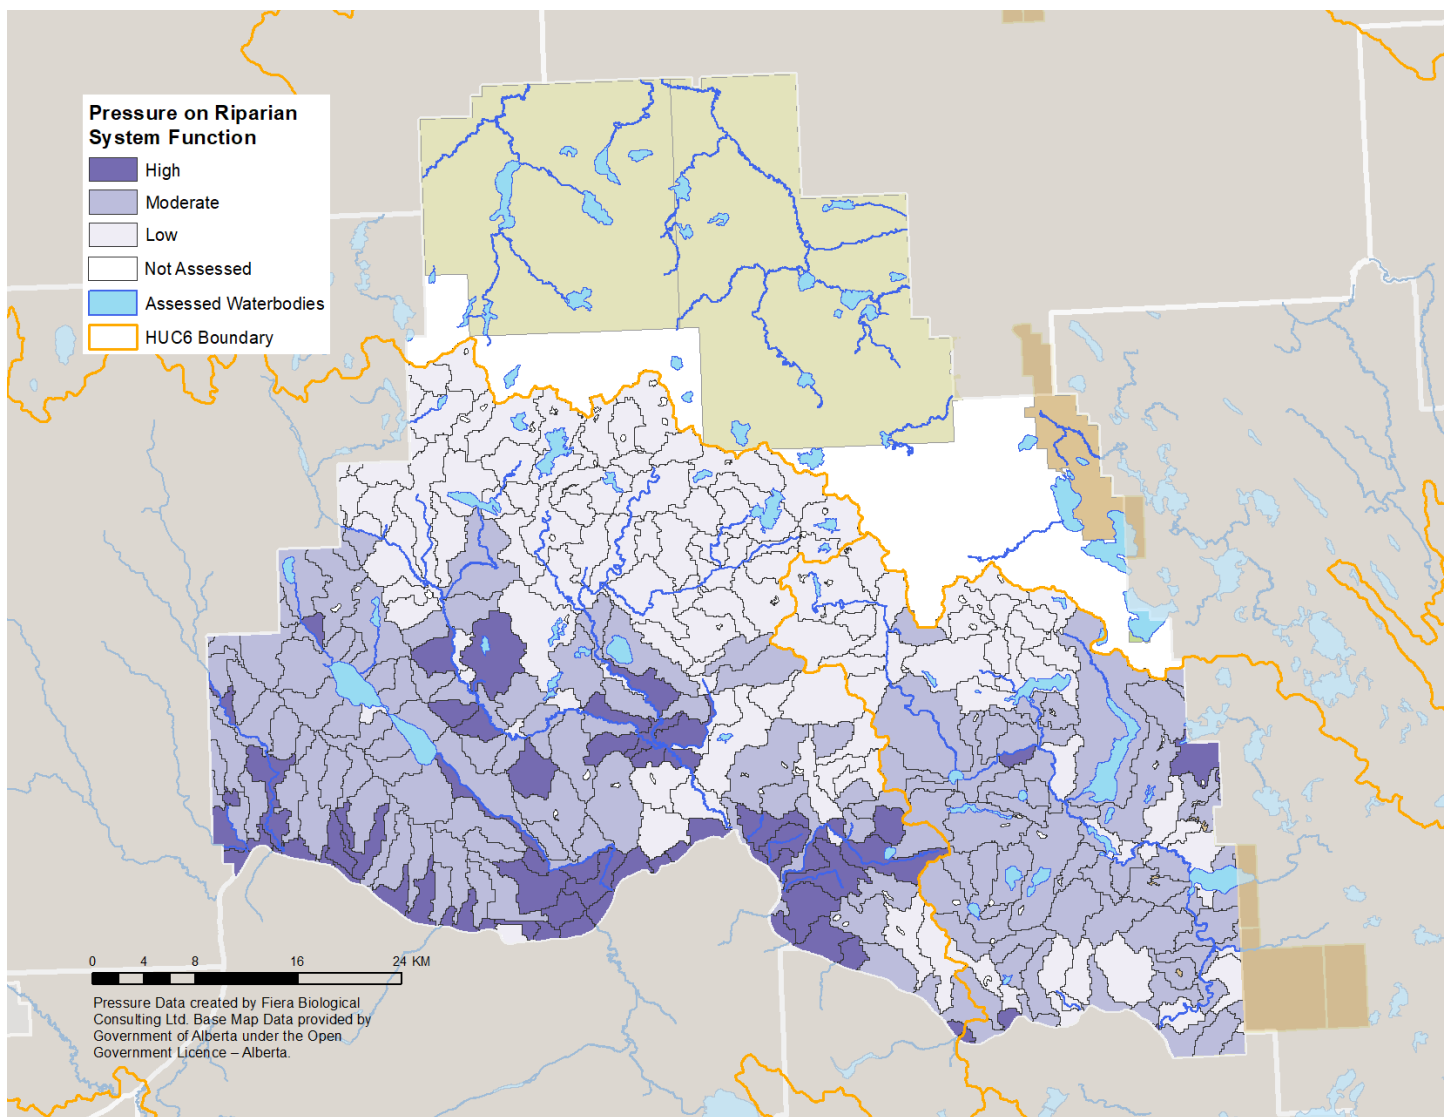 Pressure on Riparian
System Function
High
Moderate
Low
Not Assessed
Assessed Waterbodies
HUC6 Boundary
0 4 8 16 24 KM
Pressure Data created by Fiera Biological
Consulting Ltd. Base Map Data provided by
Government of Alberta under the Open
Government Licence – Alberta.